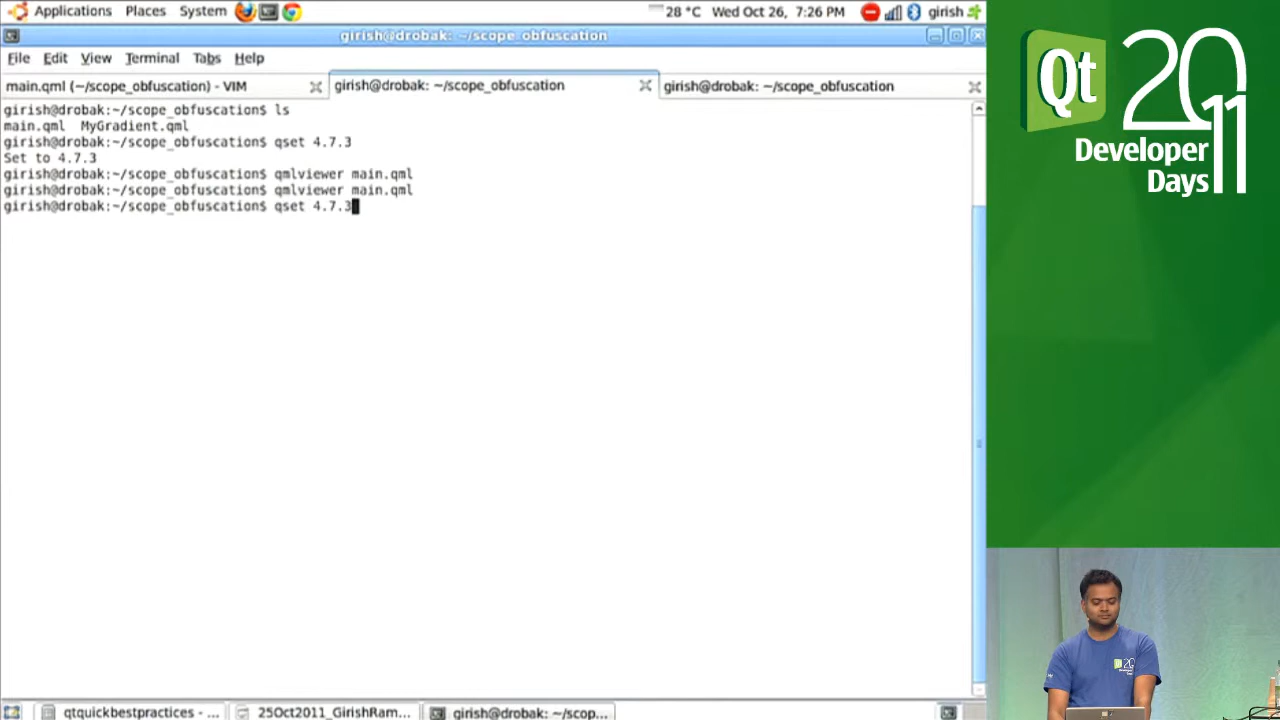 Applications Places System 28 °C Wed Oct 26, 7:26 PM girish
girish@drobak: ~/scope_obfuscation
File Edit View Terminal Tabs Help
main.qml (~/scope_obfuscation) - VIM girish@drobak: ~/scope_obfuscation girish@drobak: ~/scope_obfuscation
girish@drobak:~/scope_obfuscation$ ls
main.qml MyGradient.qml
girish@drobak:~/scope_obfuscation$ qset 4.7.3
Set to 4.7.3
girish@drobak:~/scope_obfuscation$ qmlviewer main.qml
girish@drobak:~/scope_obfuscation$ qmlviewer main.qml
girish@drobak:~/scope_obfuscation$ qset 4.7.3
qtquickbestpractices - ... 25Oct2011_GirishRam... girish@drobak: ~/scop...
Qt 2011
Developer
Days